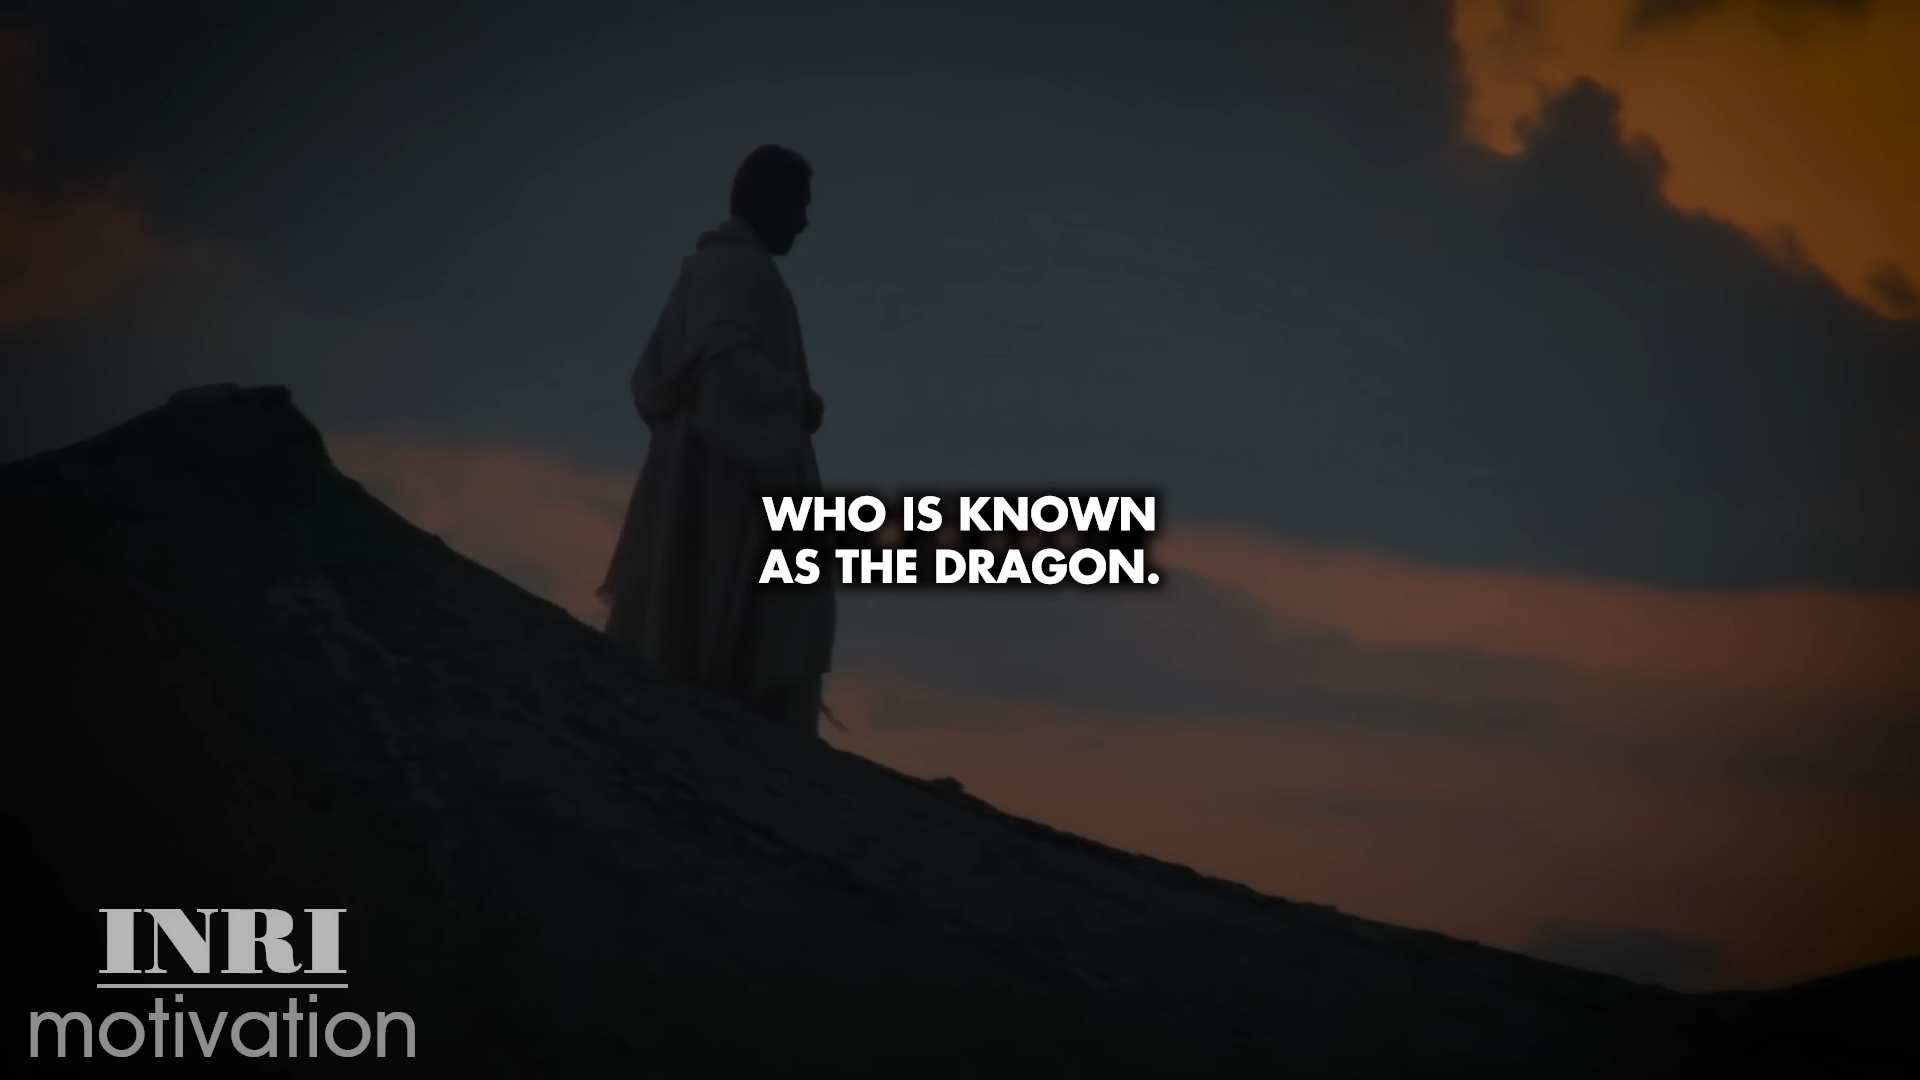 WHO IS KNOWN
AS THE DRAGON.
INRI
motivation